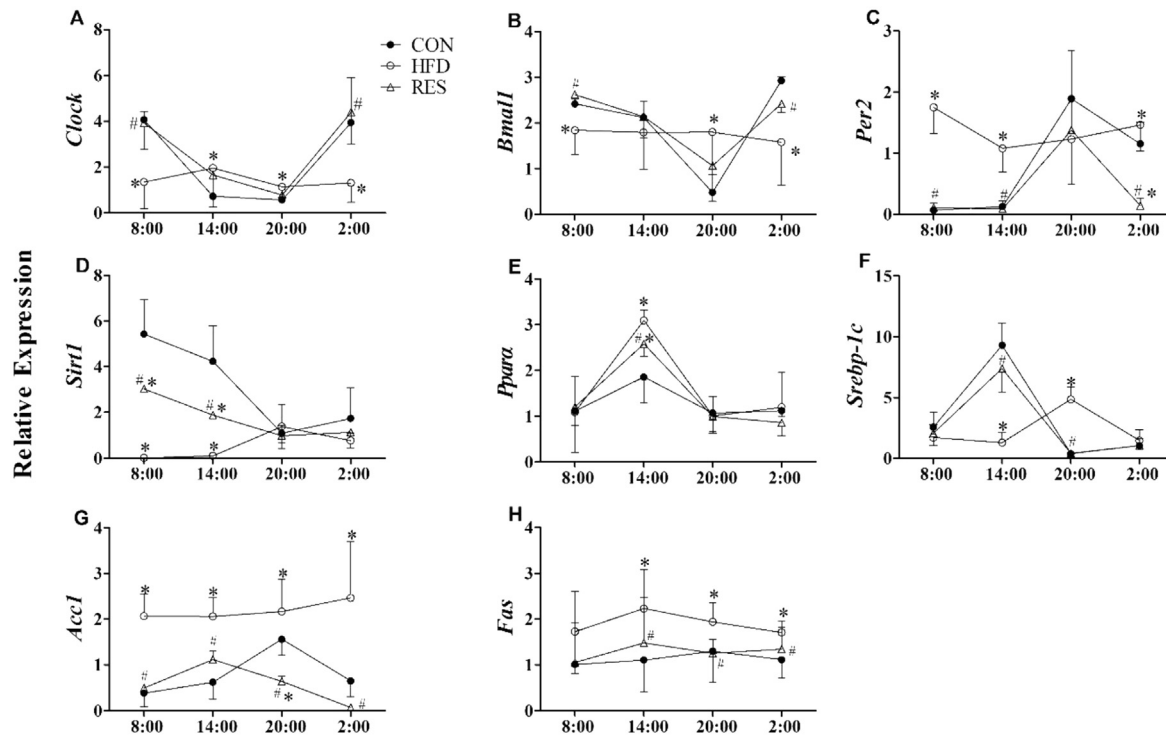 Relative Expression
A
Clock
8
6
4
2
0
# # * * * *
8:00 14:00 20:00 2:00
CON
HFD
RES
B
Bmal1
4
3
2
1
0
# * * # *
8:00 14:00 20:00 2:00
C
Per2
3
2
1
0
* * * # # # *
8:00 14:00 20:00 2:00
D
Sirt1
8
6
4
2
0
# * # * * *
8:00 14:00 20:00 2:00
E
Pparα
4
3
2
1
0
* # *
8:00 14:00 20:00 2:00
F
Srebp-1c
15
10
5
0
# * * #
8:00 14:00 20:00 2:00
G
Acc1
4
3
2
1
0
* * * * # # # * #
8:00 14:00 20:00 2:00
H
Fas
4
3
2
1
0
* * * # # #
8:00 14:00 20:00 2:00